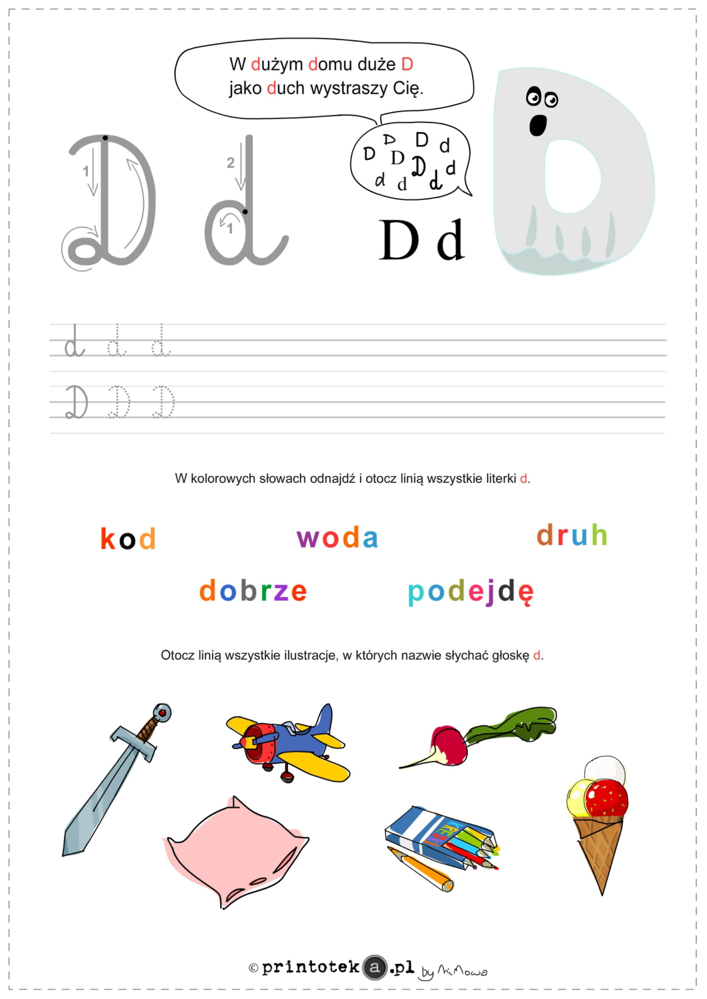 W dużym domu duże D
jako duch wystraszy Cię.
D D D d
D D d
d d d
1 2
1
D d
d d d
D D D
W kolorowych słowach odnajdź i otocz linią wszystkie literki d.
kod woda druh
dobrze podejdę
Otocz linią wszystkie ilustracje, w których nazwie słychać głoskę d.
KREDKI
© printoteka.pl by MiMowa